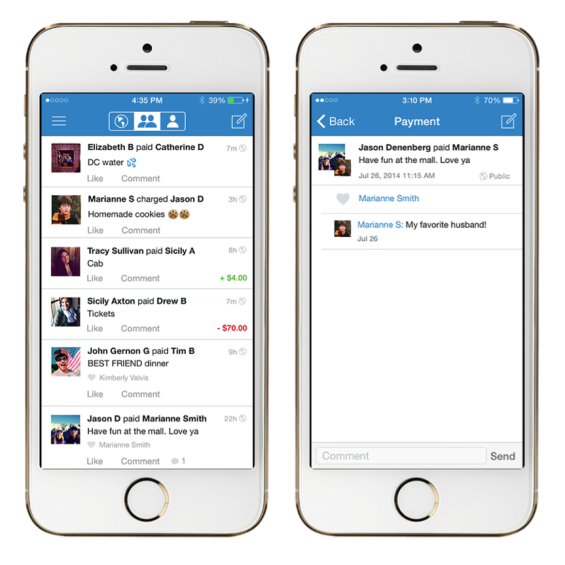 4:35 PM
39%
Elizabeth B paid Catherine D
7m
DC water 💦
Like Comment
Marianne S charged Jason D
3h
Homemade cookies 🍪🍪
Like Comment
Tracy Sullivan paid Sicily A
8h
Cab
Like Comment
+ $4.00
Sicily Axton paid Drew B
7m
Tickets
Like Comment
- $70.00
John Gernon G paid Tim B
9h
BEST FRIEND dinner
Kimberly Valvis
Like Comment
Jason D paid Marianne Smith
22h
Have fun at the mall. Love ya
Marianne Smith
Like Comment 1
3:10 PM
70%
Back
Payment
Jason Denenberg paid Marianne S
Have fun at the mall. Love ya
Jul 26, 2014 11:15 AM
Public
Marianne Smith
Marianne S: My favorite husband!
Jul 26
Comment
Send